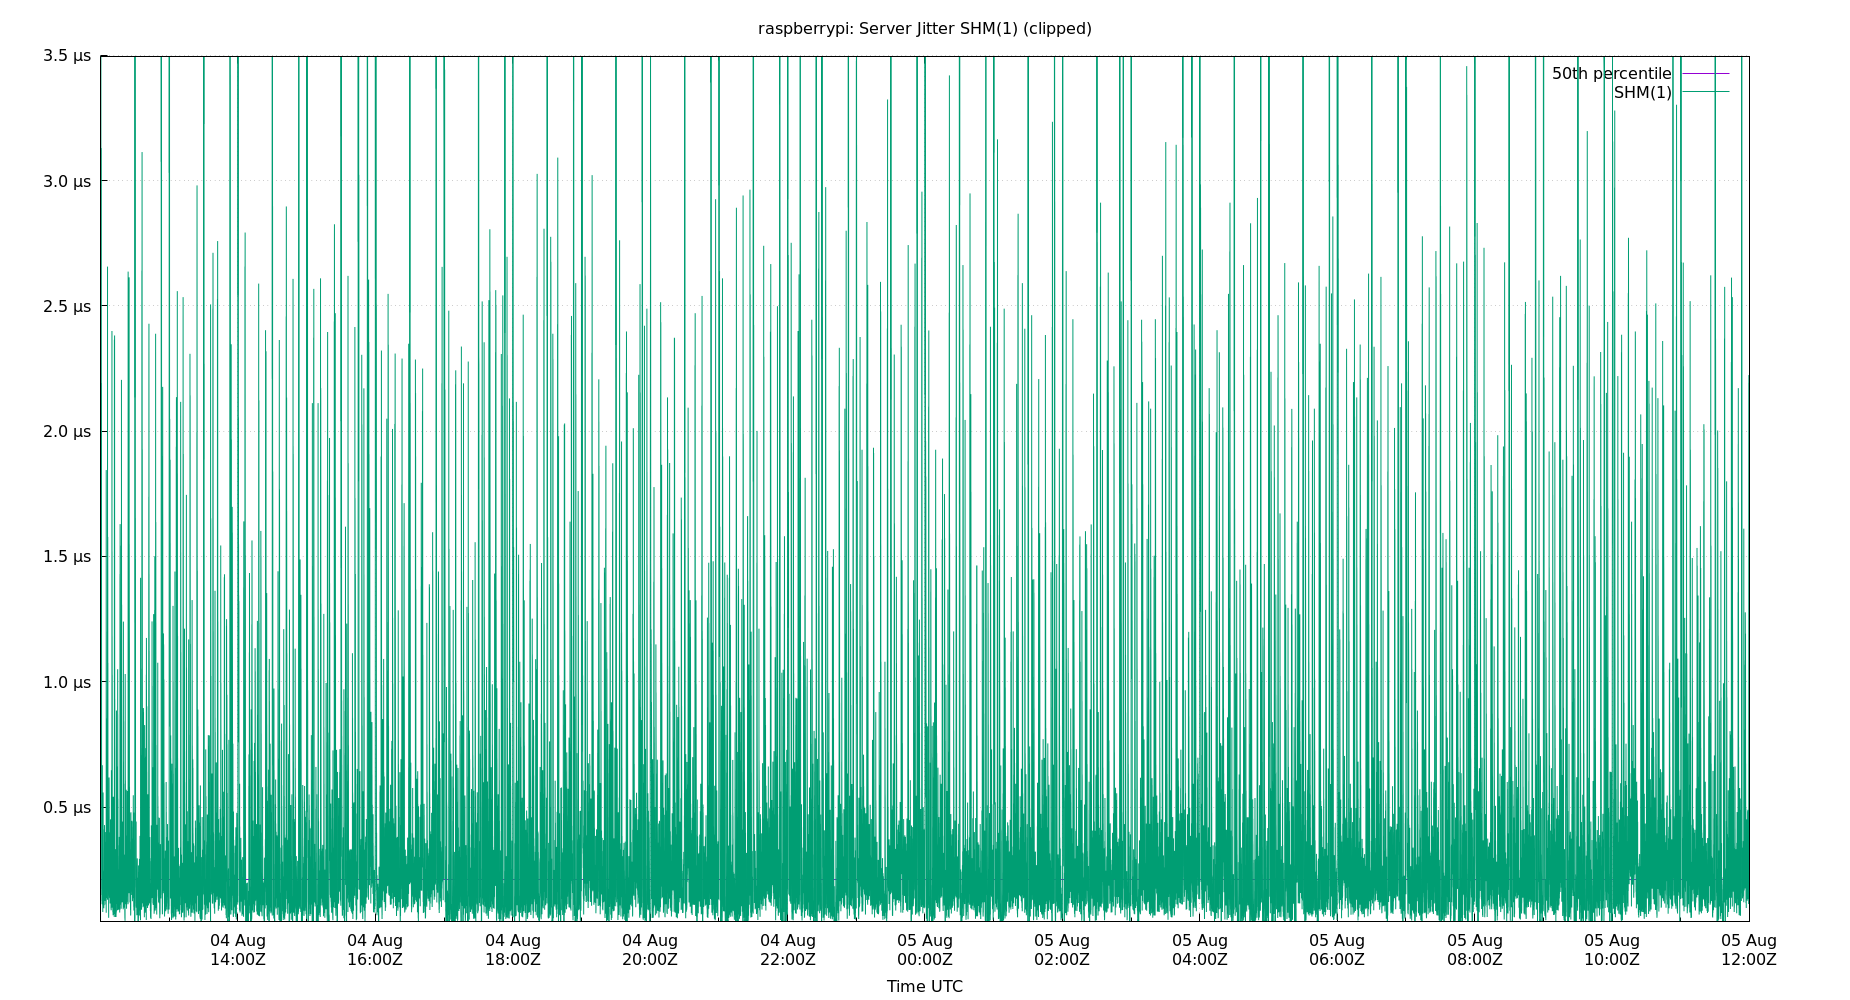 raspberrypi: Server Jitter SHM(1) (clipped)
3.5 µs
50th percentile
SHM(1)
3.0 µs
2.5 µs
2.0 µs
1.5 µs
1.0 µs
0.5 µs
04 Aug 04 Aug 04 Aug 04 Aug 04 Aug 05 Aug 05 Aug 05 Aug 05 Aug 05 Aug 05 Aug 05 Aug
14:00Z 16:00Z 18:00Z 20:00Z 22:00Z 00:00Z 02:00Z 04:00Z 06:00Z 08:00Z 10:00Z 12:00Z
Time UTC